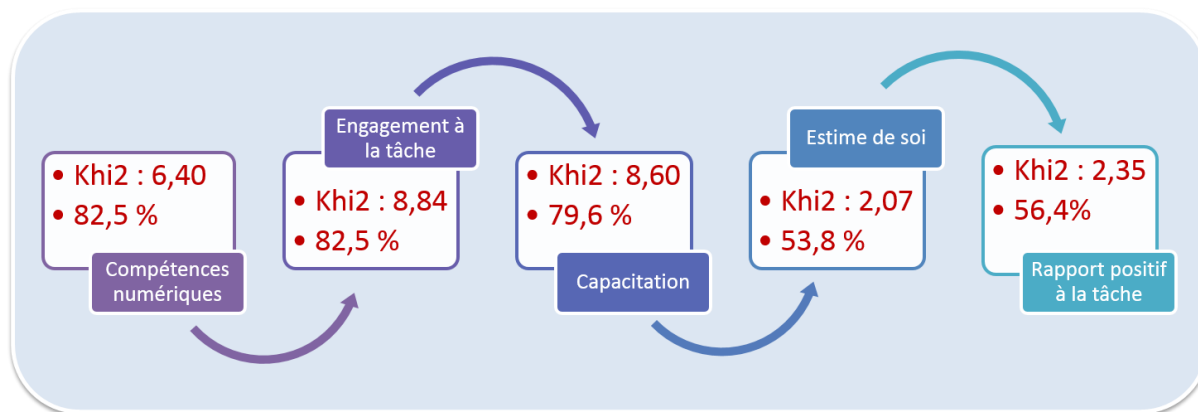 • Khi2 : 6,40
• 82,5 %
Compétences
numériques
Engagement à
la tâche
• Khi2 : 8,84
• 82,5 %
• Khi2 : 8,60
• 79,6 %
Capacitation
Estime de soi
• Khi2 : 2,07
• 53,8 %
• Khi2 : 2,35
• 56,4%
Rapport positif
à la tâche